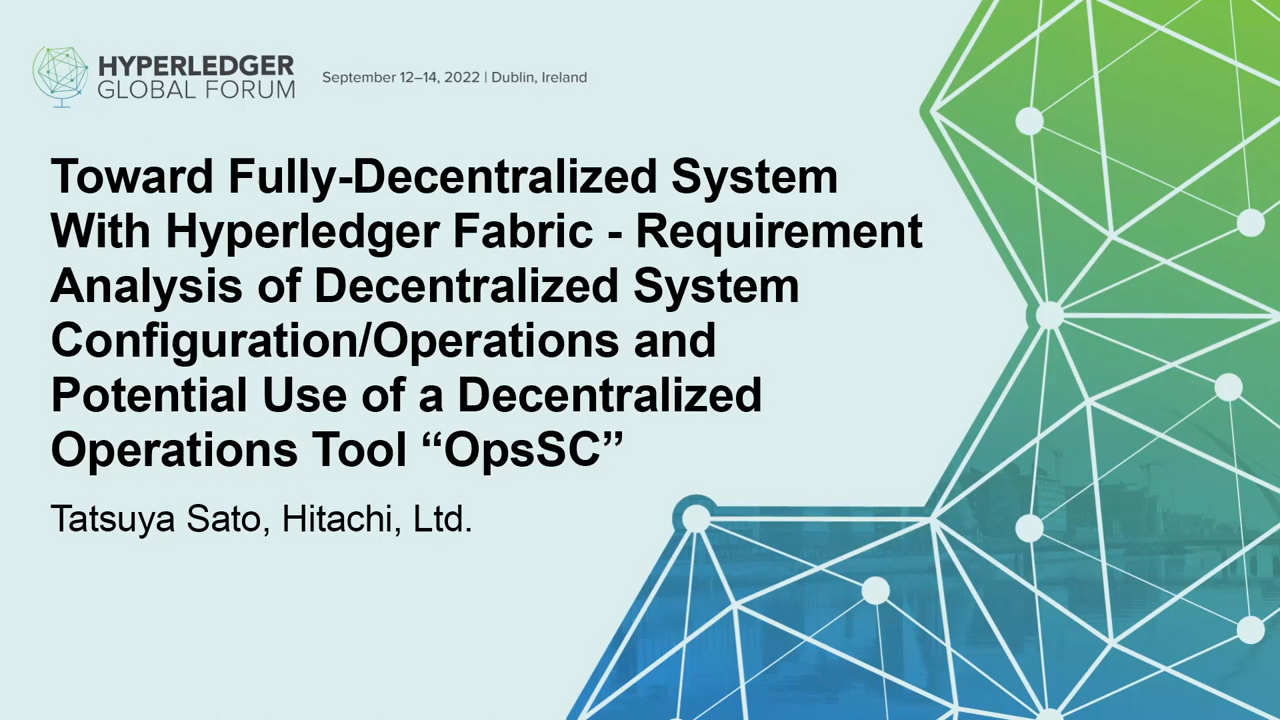 HYPERLEDGER
GLOBAL FORUM
September 12–14, 2022 | Dublin, Ireland
Toward Fully-Decentralized System
With Hyperledger Fabric - Requirement
Analysis of Decentralized System
Configuration/Operations and
Potential Use of a Decentralized
Operations Tool “OpsSC”
Tatsuya Sato, Hitachi, Ltd.